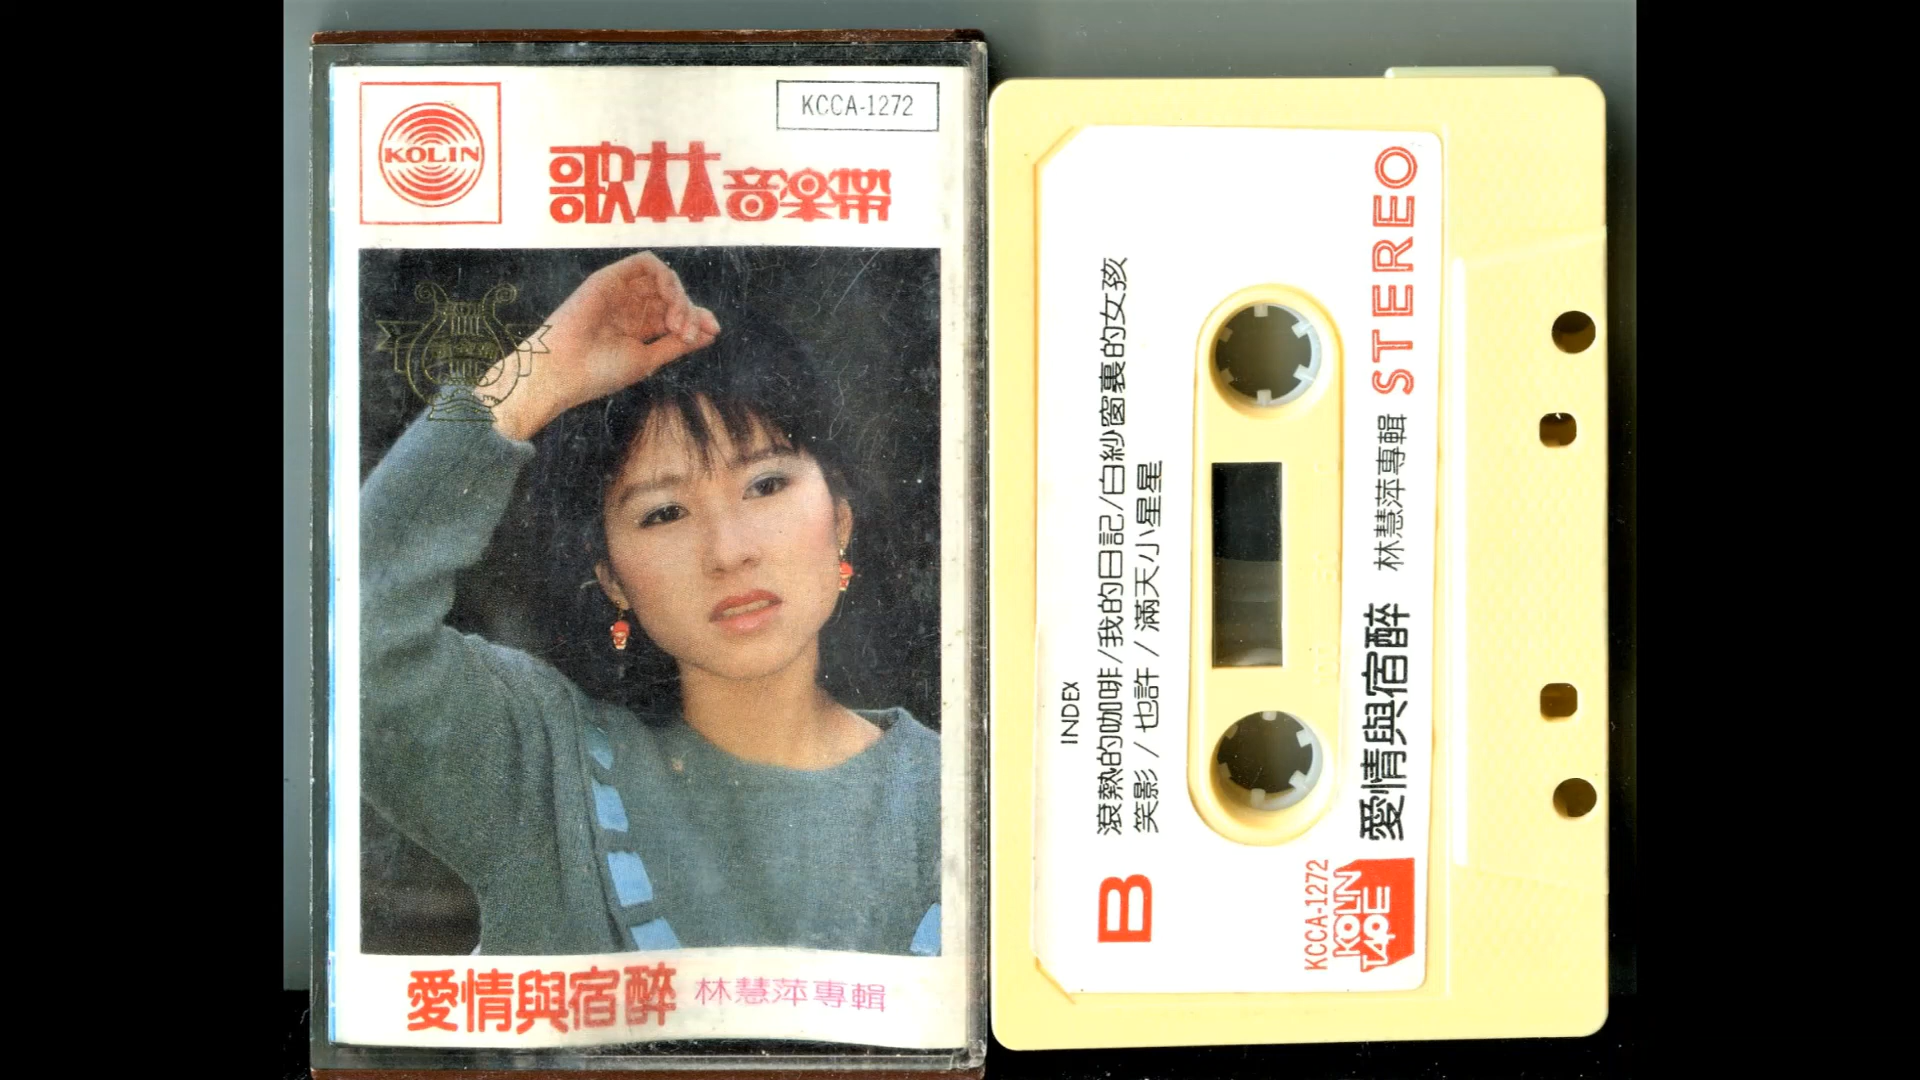 KOLIN
KCCA-1272
歌林音楽帯
愛情與宿醉 林慧萍專輯
INDEX
滾熱的咖啡/我的日記/白紗窗裏的女孩
笑影/也許/滿天小星星
B
KCCA-1272
KOLIN
TAPE
愛情與宿醉 林慧萍專輯 STEREO